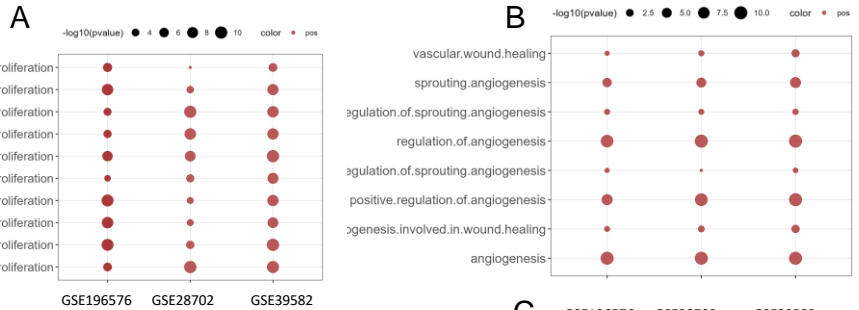 A
-log10(pvalue) 4 6 8 10 color pos
roliferation
roliferation
roliferation
roliferation
roliferation
roliferation
roliferation
roliferation
roliferation
roliferation
GSE196576 GSE28702 GSE39582
B
-log10(pvalue) 2.5 5.0 7.5 10.0 color pos
vascular.wound.healing
sprouting.angiogenesis
egulation.of.sprouting.angiogenesis
regulation.of.angiogenesis
egulation.of.sprouting.angiogenesis
positive.regulation.of.angiogenesis
ogenesis.involved.in.wound.healing
angiogenesis